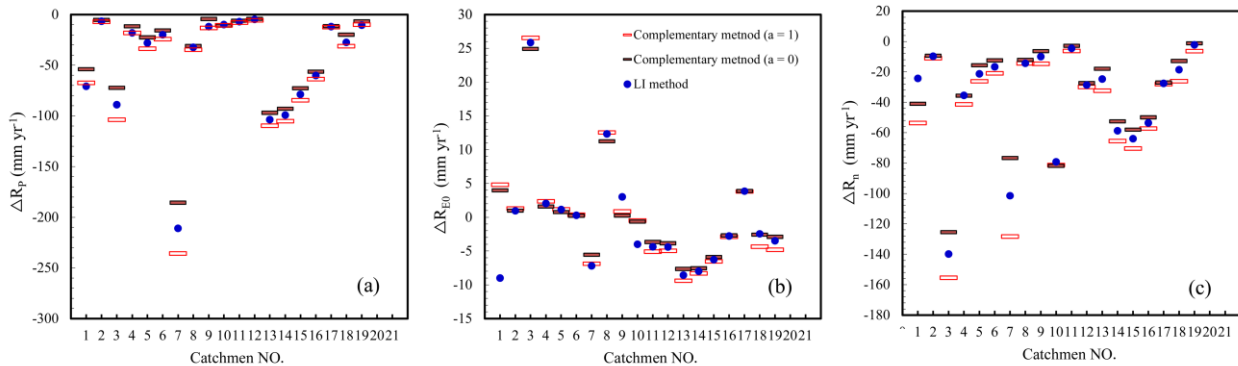 0
-50
-100
-150
-200
-250
-300
△R_P (mm yr⁻¹)
(a)
1 2 3 4 5 6 7 8 9 10 11 12 13 14 15 16 17 18 19 20 21
Catchmen NO.
30
25
20
15
10
5
0
-5
-10
-15
△R_E0 (mm yr⁻¹)
Complementary metnod (a = 1)
Complementary metnod (a = 0)
LI metnod
(b)
1 2 3 4 5 6 7 8 9 10 11 12 13 14 15 16 17 18 19 20 21
Catchmen NO.
20
0
-20
-40
-60
-80
-100
-120
-140
-160
-180
△R_n (mm yr⁻¹)
(c)
1 2 3 4 5 6 7 8 9 10 11 12 13 14 15 16 17 18 19 20 21
Catchmen NO.